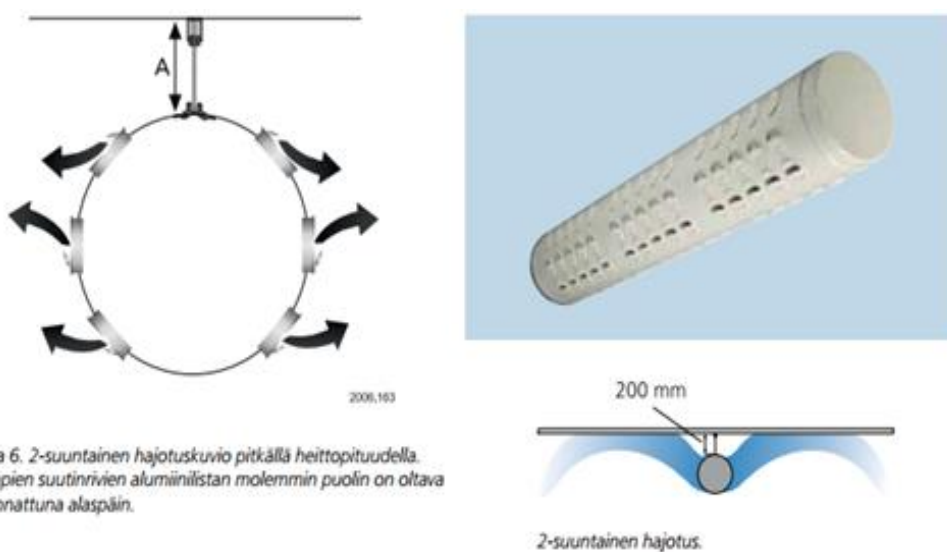 A
2006,163
a 6. 2-suuntainen hajotuskuvio pitkällä heittopituudella.
pien suutinrivien alumiinilistan molemmin puolin on oltava
nnattuna alaspäin.
200 mm
2-suuntainen hajotus.